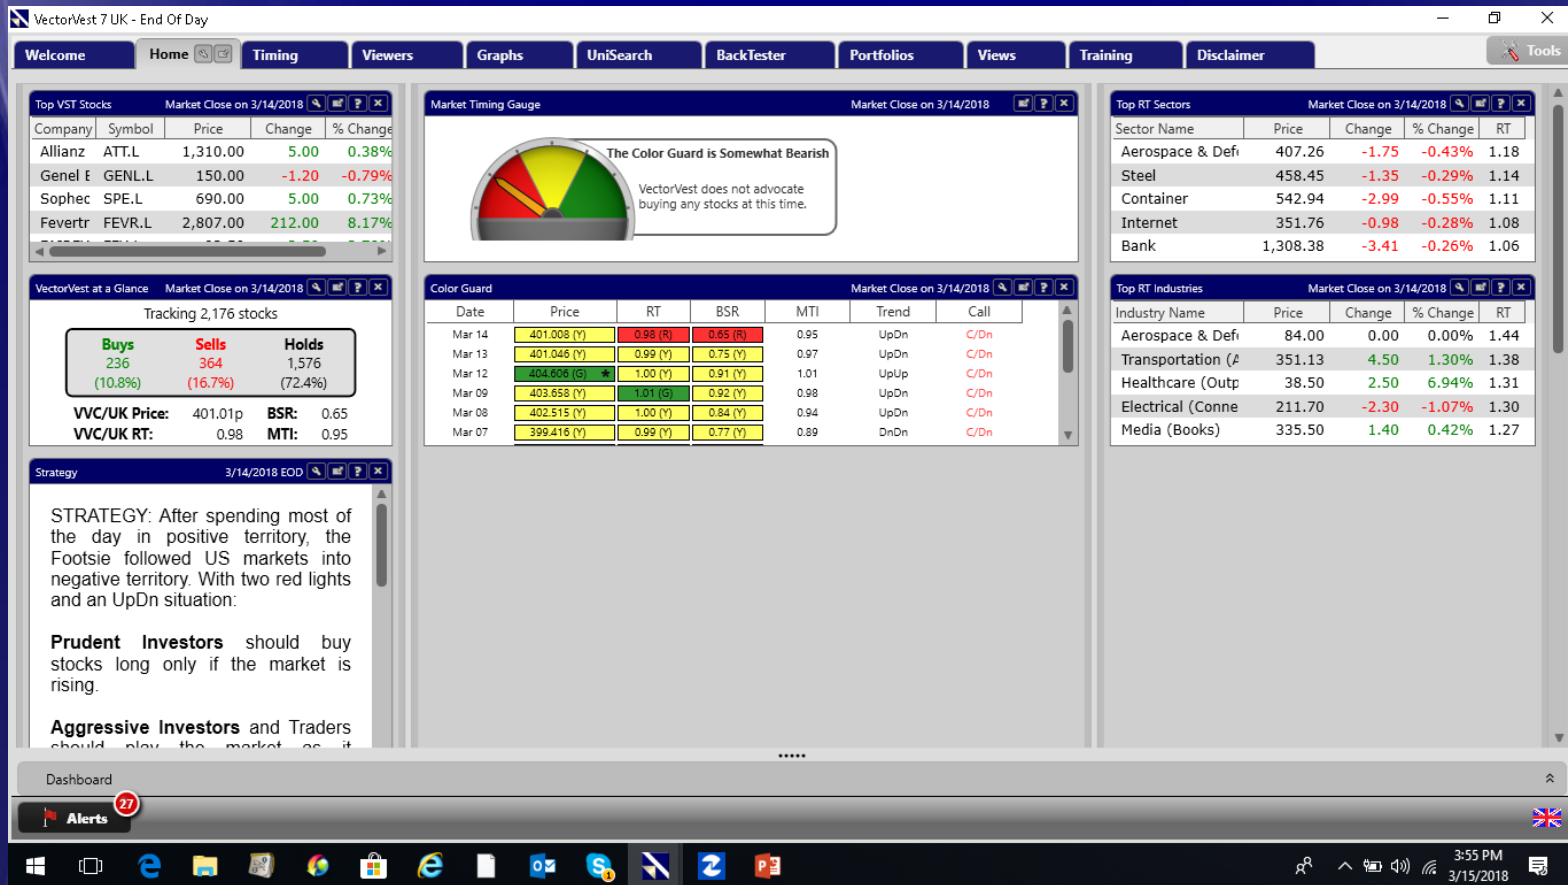 VectorVest 7 UK - End Of Day
Welcome Home Timing Viewers Graphs UniSearch BackTester Portfolios Views Training Disclaimer Tools
Top VST Stocks Market Close on 3/14/2018
Company Symbol Price Change % Change
Allianz ATT.L 1,310.00 5.00 0.38%
Genel E GENL.L 150.00 -1.20 -0.79%
Sophec SPE.L 690.00 5.00 0.73%
Fevertr FEVR.L 2,807.00 212.00 8.17%
Market Timing Gauge Market Close on 3/14/2018
The Color Guard is Somewhat Bearish
VectorVest does not advocate
buying any stocks at this time.
Top RT Sectors Market Close on 3/14/2018
Sector Name Price Change % Change RT
Aerospace & Def 407.26 -1.75 -0.43% 1.18
Steel 458.45 -1.35 -0.29% 1.14
Container 542.94 -2.99 -0.55% 1.11
Internet 351.76 -0.98 -0.28% 1.08
Bank 1,308.38 -3.41 -0.26% 1.06
VectorVest at a Glance Market Close on 3/14/2018
Tracking 2,176 stocks
Buys Sells Holds
236 364 1,576
(10.8%) (16.7%) (72.4%)
VVC/UK Price: 401.01p BSR: 0.65
VVC/UK RT: 0.98 MTI: 0.95
Color Guard Market Close on 3/14/2018
Date Price RT BSR MTI Trend Call
Mar 14 401.008 (Y) 0.98 (R) 0.65 (R) 0.95 UpDn C/Dn
Mar 13 401.046 (Y) 0.99 (Y) 0.75 (Y) 0.97 UpDn C/Dn
Mar 12 404.606 (G) ★ 1.00 (Y) 0.91 (Y) 1.01 UpUp C/Dn
Mar 09 403.658 (Y) 1.01 (G) 0.92 (Y) 0.98 UpDn C/Dn
Mar 08 402.515 (Y) 1.00 (Y) 0.84 (Y) 0.94 UpDn C/Dn
Mar 07 399.416 (Y) 0.99 (Y) 0.77 (Y) 0.89 DnDn C/Dn
Top RT Industries Market Close on 3/14/2018
Industry Name Price Change % Change RT
Aerospace & Def 84.00 0.00 0.00% 1.44
Transportation (A 351.13 4.50 1.30% 1.38
Healthcare (Outp 38.50 2.50 6.94% 1.31
Electrical (Conne 211.70 -2.30 -1.07% 1.30
Media (Books) 335.50 1.40 0.42% 1.27
Strategy 3/14/2018 EOD
STRATEGY: After spending most of
the day in positive territory, the
Footsie followed US markets into
negative territory. With two red lights
and an UpDn situation:
Prudent Investors should buy
stocks long only if the market is
rising.
Aggressive Investors and Traders
should play the market as it
Dashboard
Alerts 27
3:55 PM
3/15/2018